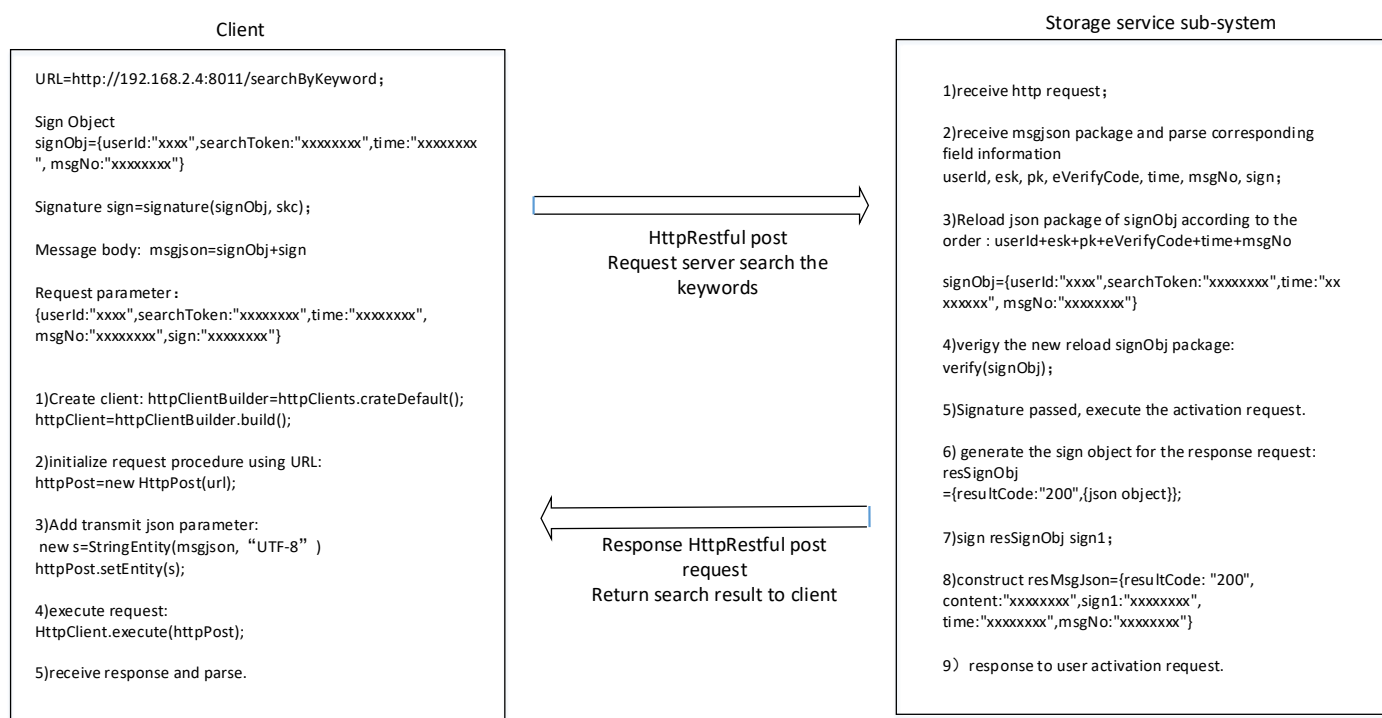 Client
URL=http://192.168.2.4:8011/searchByKeyword；
Sign Object
signObj={userId:"xxxx",searchToken:"xxxxxxxx",time:"xxxxxxxx
", msgNo:"xxxxxxxx"}
Signature sign=signature(signObj, skc)；
Message body:  msgjson=signObj+sign
Request parameter：
{userId:"xxxx",searchToken:"xxxxxxxx",time:"xxxxxxxx",
msgNo:"xxxxxxxx",sign:"xxxxxxxx"}
1)Create client: httpClientBuilder=httpClients.crateDefault();
httpClient=httpClientBuilder.build();
2)initialize request procedure using URL:
httpPost=new HttpPost(url);
3)Add transmit json parameter:
new s=StringEntity(msgjson,“UTF-8”)
httpPost.setEntity(s);
4)execute request:
HttpClient.execute(httpPost);
5)receive response and parse.
HttpRestful post
Request server search the
keywords
Response HttpRestful post
request
Return search result to client
Storage service sub-system
1)receive http request；
2)receive msgjson package and parse corresponding
field information
userId, esk, pk, eVerifyCode, time, msgNo, sign；
3)Reload json package of signObj according to the
order : userId+esk+pk+eVerifyCode+time+msgNo
signObj={userId:"xxxx",searchToken:"xxxxxxxx",time:"xx
xxxxxx", msgNo:"xxxxxxxx"}
4)verigy the new reload signObj package:
verify(signObj)；
5)Signature passed, execute the activation request.
6) generate the sign object for the response request:
resSignObj
={resultCode:"200",{json object}};
7)sign resSignObj sign1；
8)construct resMsgJson={resultCode: "200",
content:"xxxxxxxx",sign1:"xxxxxxxx",
time:"xxxxxxxx",msgNo:"xxxxxxxx"}
9）response to user activation request.